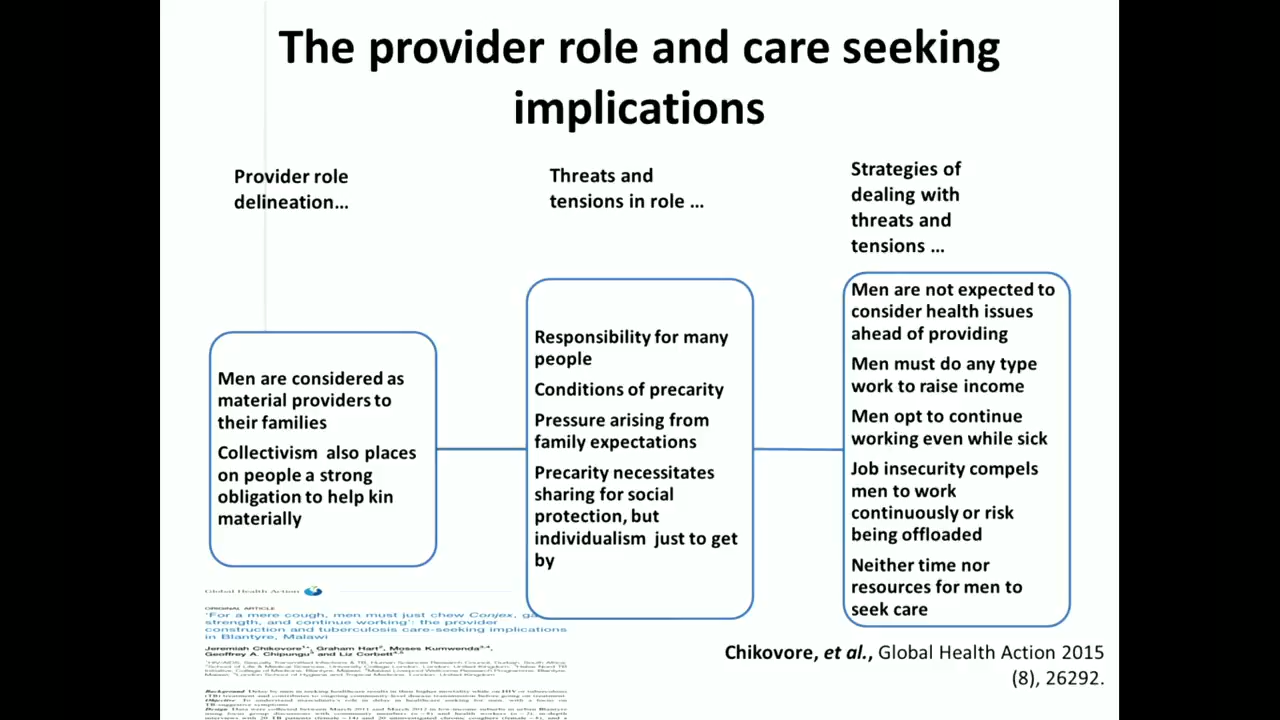 The provider role and care seeking
implications
Provider role
delineation…
Threats and
tensions in role …
Strategies of
dealing with
threats and
tensions …
Men are considered as
material providers to
their families
Collectivism also places
on people a strong
obligation to help kin
materially
Responsibility for many
people
Conditions of precarity
Pressure arising from
family expectations
Precarity necessitates
sharing for social
protection, but
individualism just to get
by
Men are not expected to
consider health issues
ahead of providing
Men must do any type
work to raise income
Men opt to continue
working even while sick
Job insecurity compels
men to work
continuously or risk
being offloaded
Neither time nor
resources for men to
seek care
Global Health Action
ORIGINAL ARTICLE
'For a mere cough, men must just chew Conjex,
strength, and continue working': the provider
construction and tuberculosis care-seeking implications
in Blantyre, Malawi
Jeremiah Chikovore, Graham Hart, Moses Kumwenda,
Geoffrey A. Chipungu and Liz Corbett
Chikovore, et al., Global Health Action 2015
(8), 26292.